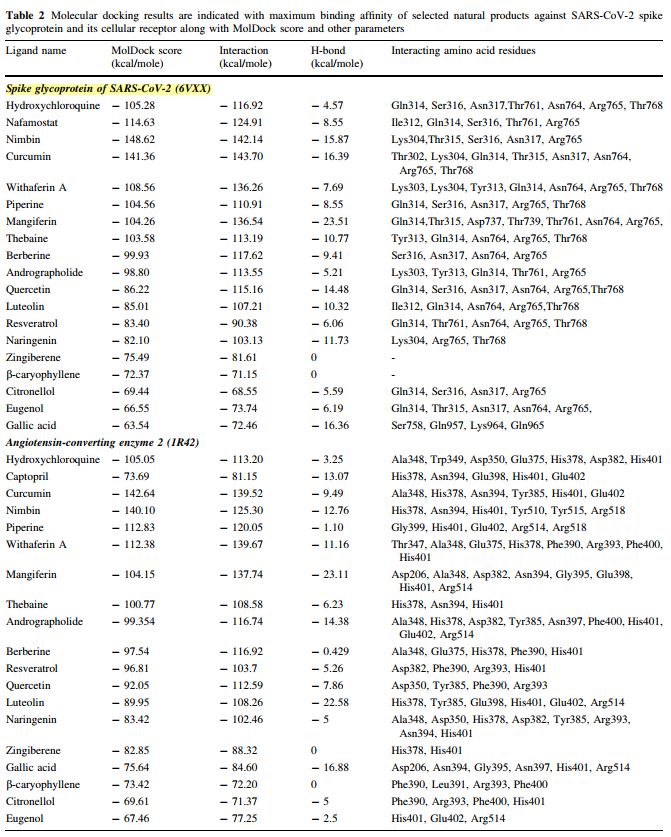 Table 2 Molecular docking results are indicated with maximum binding affinity of selected natural products against SARS-CoV-2 spike
glycoprotein and its cellular receptor along with MolDock score and other parameters
Ligand name MolDock score Interaction H-bond Interacting amino acid residues
(kcal/mole) (kcal/mole) (kcal/mole)
Spike glycoprotein of SARS-CoV-2 (6VXX)
Hydroxychloroquine − 105.28 − 116.92 − 4.57 Gln314, Ser316, Asn317,Thr761, Asn764, Arg765, Thr768
Nafamostat − 114.63 − 124.91 − 8.55 Ile312, Gln314, Ser316, Thr761, Arg765
Nimbin − 148.62 − 142.14 − 15.87 Lys304,Thr315, Ser316, Asn317, Arg765
Curcumin − 141.36 − 143.70 − 16.39 Thr302, Lys304, Gln314, Thr315, Asn317, Asn764,
Arg765, Thr768
Withaferin A − 108.56 − 136.26 − 7.69 Lys303, Lys304, Tyr313, Gln314, Asn764, Arg765, Thr768
Piperine − 104.56 − 110.91 − 8.55 Gln314, Ser316, Asn317, Arg765, Thr768
Mangiferin − 104.26 − 136.54 − 23.51 Gln314,Thr315, Asp737, Thr739, Thr761, Asn764, Arg765,
Thebaine − 103.58 − 113.19 − 10.77 Tyr313, Gln314, Asn764, Arg765, Thr768
Berberine − 99.93 − 117.62 − 9.41 Ser316, Asn317, Asn764, Arg765
Andrographolide − 98.80 − 113.55 − 5.21 Lys303, Tyr313, Gln314, Thr761, Arg765
Quercetin − 86.22 − 115.16 − 14.48 Gln314, Ser316, Asn317, Asn764, Arg765,Thr768
Luteolin − 85.01 − 107.21 − 10.32 Ile312, Gln314, Asn764, Arg765,Thr768
Resveratrol − 83.40 − 90.38 − 6.06 Gln314, Thr761, Asn764, Arg765, Thr768
Naringenin − 82.10 − 103.13 − 11.73 Lys304, Arg765, Thr768
Zingiberene − 75.49 − 81.61 0 -
β-caryophyllene − 72.37 − 71.15 0 -
Citronellol − 69.44 − 68.55 − 5.59 Gln314, Ser316, Asn317, Arg765
Eugenol − 66.55 − 73.74 − 6.19 Gln314, Thr315, Asn317, Asn764, Arg765,
Gallic acid − 63.54 − 72.46 − 16.36 Ser758, Gln957, Lys964, Gln965
Angiotensin-converting enzyme 2 (1R42)
Hydroxychloroquine − 105.05 − 113.20 − 3.25 Ala348, Trp349, Asp350, Glu375, His378, Asp382, His401
Captopril − 73.69 − 81.15 − 13.07 His378, Asn394, Glu398, His401, Glu402
Curcumin − 142.64 − 139.52 − 9.49 Ala348, His378, Asn394, Tyr385, His401, Glu402
Nimbin − 140.10 − 125.30 − 12.76 His378, Asn394, His401, Tyr510, Tyr515, Arg518
Piperine − 112.83 − 120.05 − 1.10 Gly399, His401, Glu402, Arg514, Arg518
Withaferin A − 112.38 − 139.67 − 11.16 Thr347, Ala348, Glu375, His378, Phe390, Arg393, Phe400,
His401
Mangiferin − 104.15 − 137.74 − 23.11 Asp206, Ala348, Asp382, Asn394, Gly395, Glu398,
His401, Arg514
Thebaine − 100.77 − 108.58 − 6.23 His378, Asn394, His401
Andrographolide − 99.354 − 116.74 − 14.38 Ala348, His378, Asp382, Tyr385, Asn397, Phe400, His401,
Glu402, Arg514
Berberine − 97.54 − 116.92 − 0.429 Ala348, Glu375, His378, Phe390, His401
Resveratrol − 96.81 − 103.7 − 5.26 Asp382, Phe390, Arg393, His401
Quercetin − 92.05 − 112.59 − 7.86 Asp350, Tyr385, Phe390, Arg393
Luteolin − 89.95 − 108.26 − 22.58 His378, Tyr385, Glu398, His401, Glu402, Arg514
Naringenin − 83.42 − 102.46 − 5 Ala348, Asp350, His378, Asp382, Tyr385, Arg393,
Asn394, His401
Zingiberene − 82.85 − 88.32 0 His378, His401
Gallic acid − 75.64 − 84.60 − 16.88 Asp206, Asn394, Gly395, Asn397, His401, Arg514
β-caryophyllene − 73.42 − 72.20 0 Phe390, Leu391, Arg393, Phe400
Citronellol − 69.61 − 71.37 − 5 Phe390, Arg393, Phe400, His401
Eugenol − 67.46 − 77.25 − 2.5 His401, Glu402, Arg514